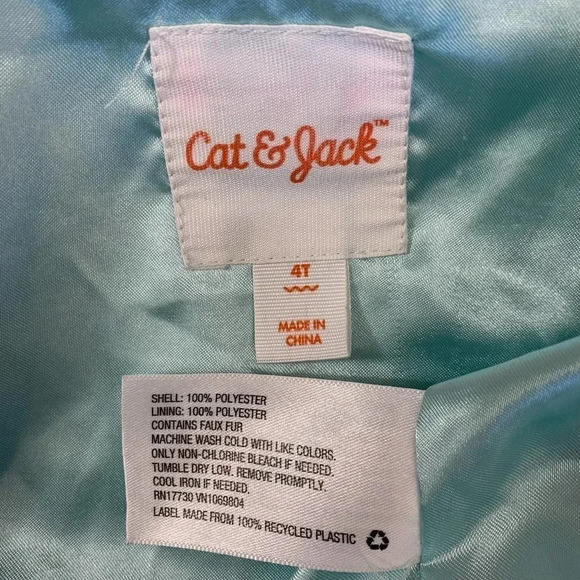 Cat & Jack™
4T
MADE IN
CHINA
SHELL: 100% POLYESTER
LINING: 100% POLYESTER
CONTAINS FAUX FUR
MACHINE WASH COLD WITH LIKE COLORS.
ONLY NON-CHLORINE BLEACH IF NEEDED.
TUMBLE DRY LOW. REMOVE PROMPTLY.
COOL IRON IF NEEDED.
RN17730 VN1069804
LABEL MADE FROM 100% RECYCLED PLASTIC